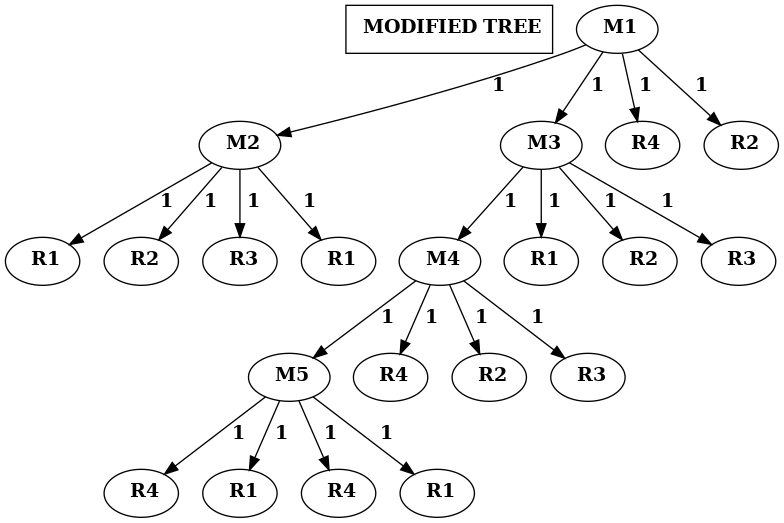 MODIFIED TREE
M1
1 1 1 1
M2 M3 R4 R2
1 1 1 1 1 1 1 1
R1 R2 R3 R1 M4 R1 R2 R3
1 1 1 1
M5 R4 R2 R3
1 1 1 1
R4 R1 R4 R1